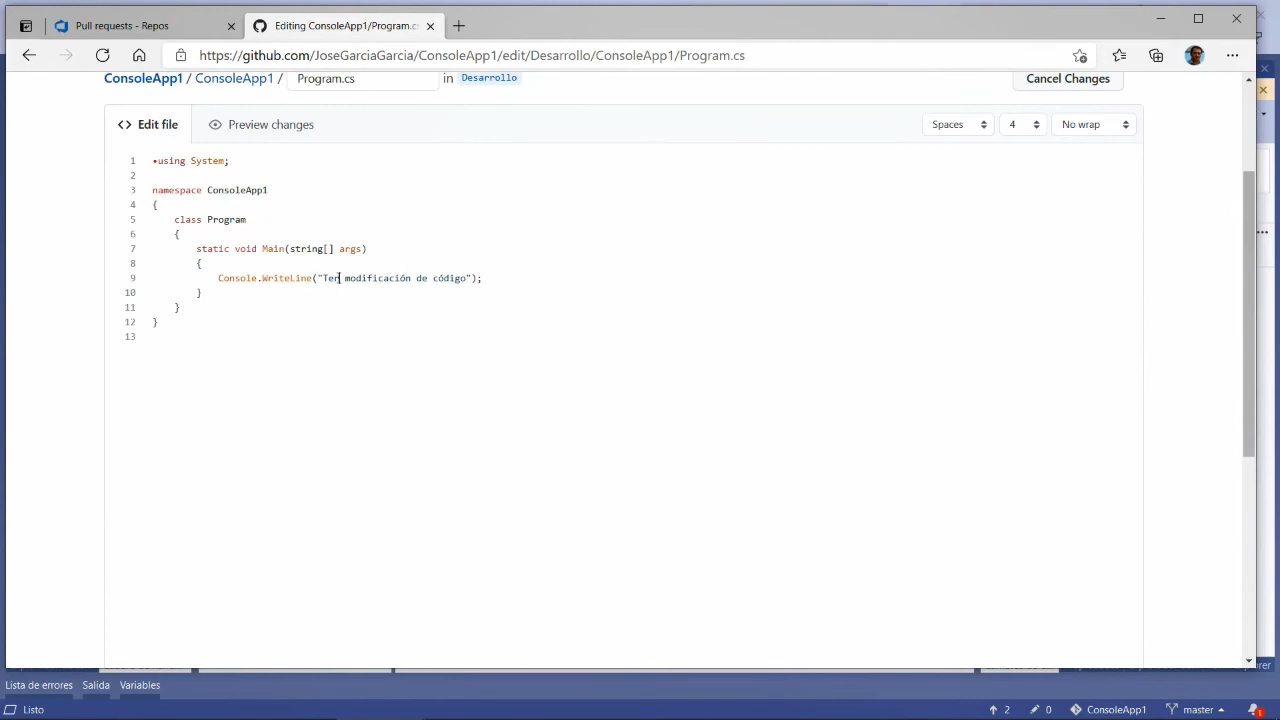 Pull requests - Repos
Editing ConsoleApp1/Program.cs
https://github.com/JoseGarciaGarcia/ConsoleApp1/edit/Desarrollo/ConsoleApp1/Program.cs
ConsoleApp1 / ConsoleApp1 / Program.cs in Desarrollo
Cancel Changes
<> Edit file
Preview changes
Spaces
4
No wrap
1 using System;
2
3 namespace ConsoleApp1
4 {
5 class Program
6 {
7 static void Main(string[] args)
8 {
9 Console.WriteLine("Ter modificación de código");
10 }
11 }
12 }
13
Lista de errores Salida Variables
Listo
2
0
ConsoleApp1
master
1